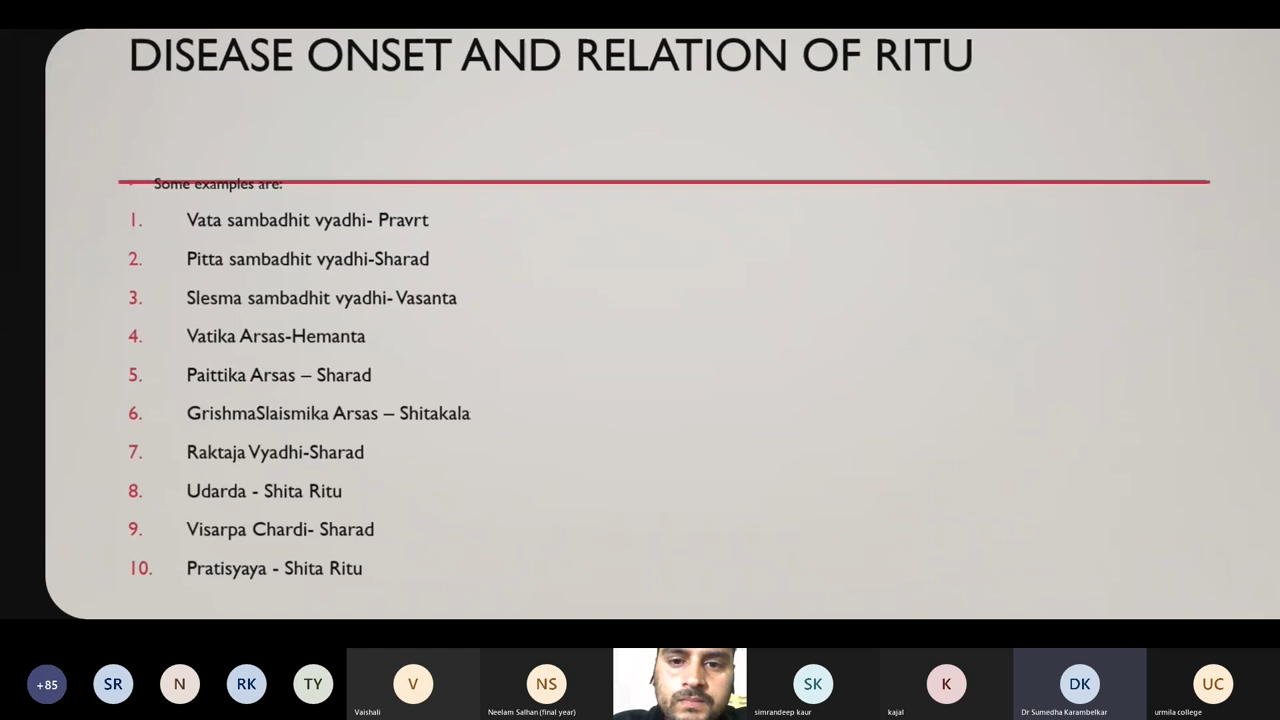 DISEASE ONSET AND RELATION OF RITU
Some examples are:
1. Vata sambadhit vyadhi- Pravrt
2. Pitta sambadhit vyadhi-Sharad
3. Slesma sambadhit vyadhi- Vasanta
4. Vatika Arsas-Hemanta
5. Paittika Arsas – Sharad
6. GrishmaSlaismika Arsas – Shitakala
7. Raktaja Vyadhi-Sharad
8. Udarda - Shita Ritu
9. Visarpa Chardi- Sharad
10. Pratisyaya - Shita Ritu
+85 SR N RK TY V NS SK K DK UC
Vaishali Neelam Salhan (final year) simrandeep kaur kajal Dr Sumedha Karambelkar urmila college